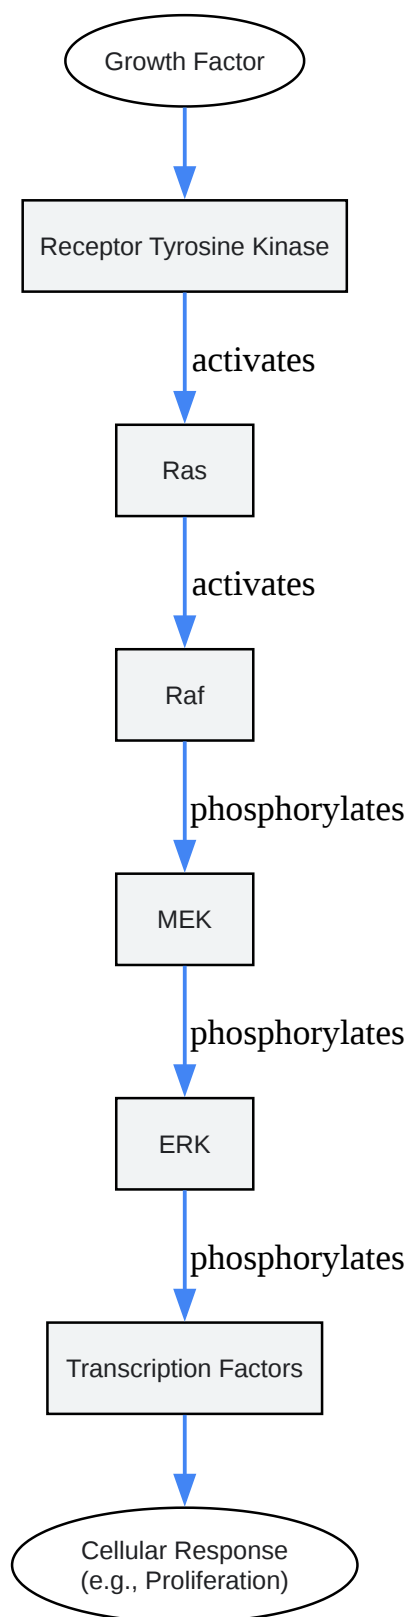 Growth Factor
Receptor Tyrosine Kinase
activates
Ras
activates
Raf
phosphorylates
MEK
phosphorylates
ERK
phosphorylates
Transcription Factors
Cellular Response
(e.g., Proliferation)